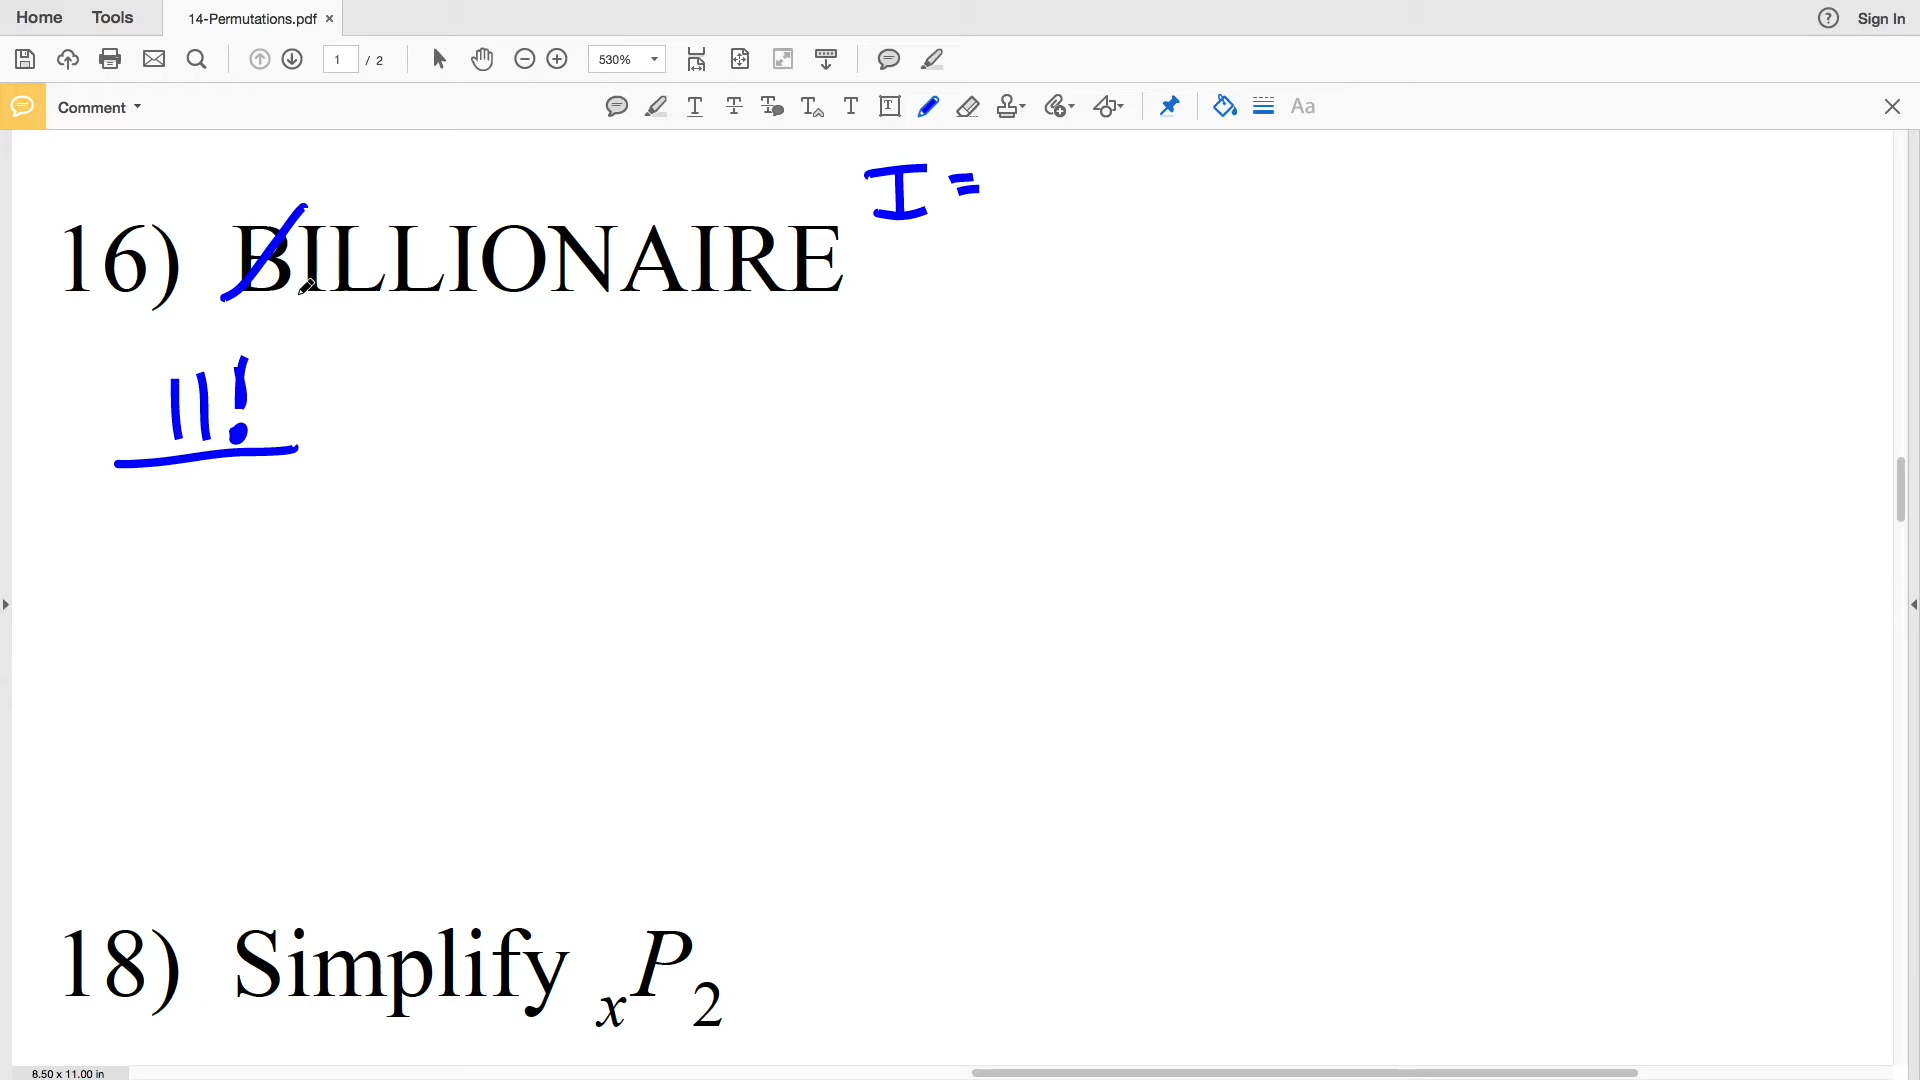 Home Tools 14-Permutations.pdf × ? Sign In
1 / 2 530%
Comment T T T T T T Aa
I =
16) BILLIONAIRE
11!
18) Simplify xP2
8.50 x 11.00 in